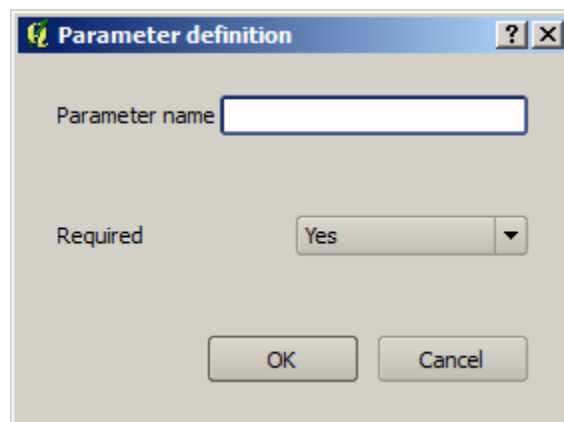 Parameter definition
Parameter name
Required Yes
OK Cancel